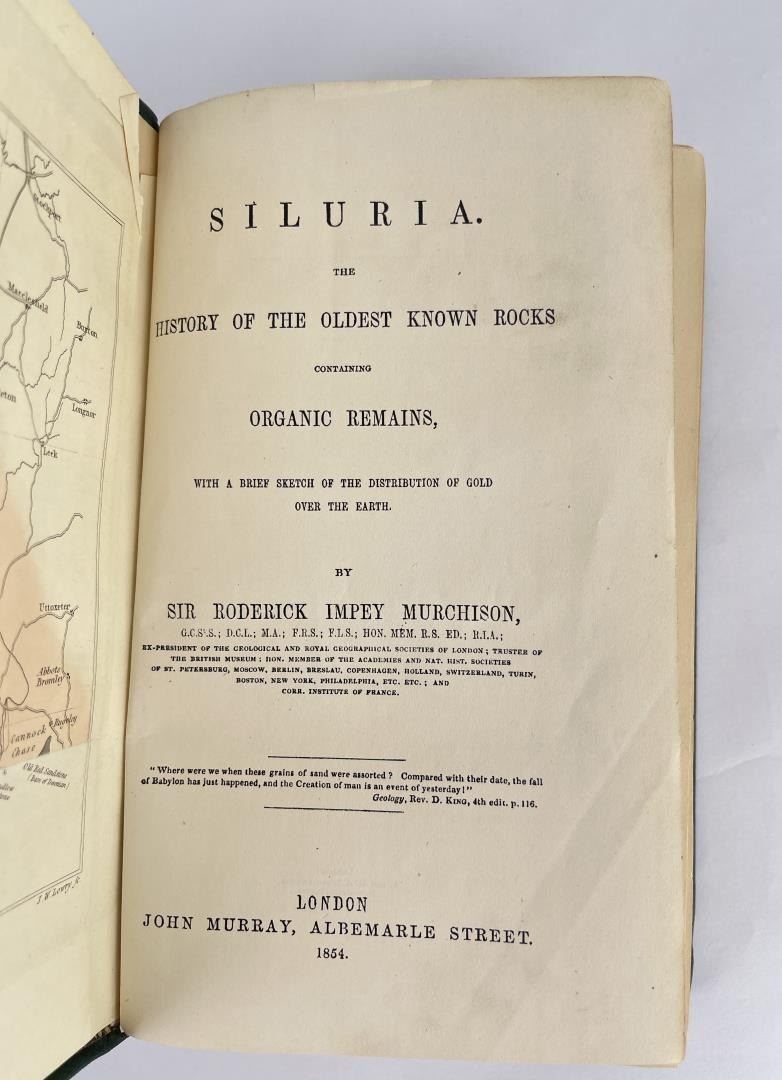 Stockport
Macclesfield
Buxton
Longnor
Leek
Uttoxeter
Abbots
Bromley
Rugeley
Cannock
Chase
Old Red Sandstone
J. W. Lowry fc.
SILURIA.
THE
HISTORY OF THE OLDEST KNOWN ROCKS
CONTAINING
ORGANIC REMAINS,
WITH A BRIEF SKETCH OF THE DISTRIBUTION OF GOLD
OVER THE EARTH.
BY
SIR RODERICK IMPEY MURCHISON,
G.C.St.S.; D.C.L.; M.A.; F.R.S.; F.L.S.; HON. MEM. R.S. ED.; R.I.A.;
EX-PRESIDENT OF THE GEOLOGICAL AND ROYAL GEOGRAPHICAL SOCIETIES OF LONDON; TRUSTEE OF
THE BRITISH MUSEUM; HON. MEMBER OF THE ACADEMIES AND NAT. HIST. SOCIETIES
OF ST. PETERSBURG, MOSCOW, BERLIN, BRESLAU, COPENHAGEN, HOLLAND, SWITZERLAND, TURIN,
BOSTON, NEW YORK, PHILADELPHIA, ETC. ETC.; AND
CORR. INSTITUTE OF FRANCE.
"Where were we when these grains of sand were assorted? Compared with their date, the fall
of Babylon has just happened, and the Creation of man is an event of yesterday!"
Geology, REV. D. KING, 4th edit. p. 116.
LONDON
JOHN MURRAY, ALBEMARLE STREET.
1854.